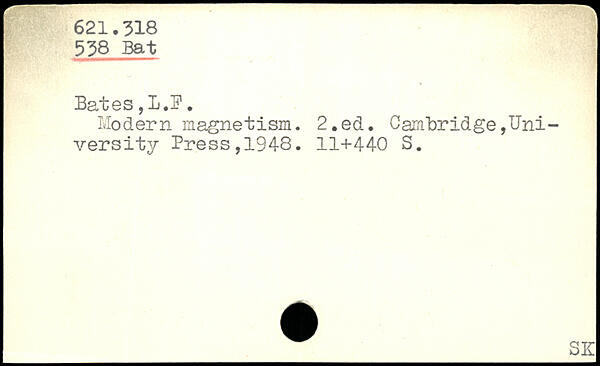 621.318
538 Bat
Bates,L.F.
Modern magnetism. 2.ed. Cambridge,Uni-
versity Press,1948. 11+440 S.
SK